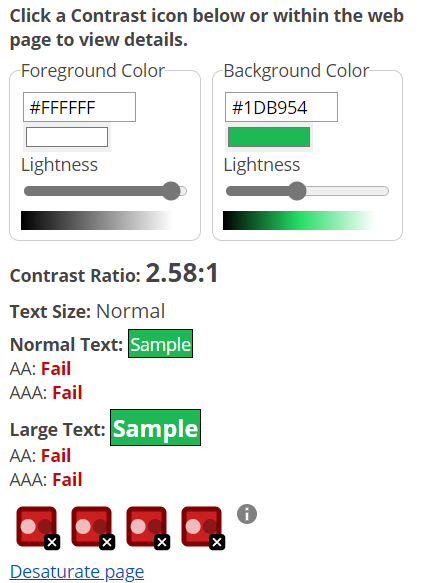 Click a Contrast icon below or within the web
page to view details.
Foreground Color
#FFFFFF
Lightness
Background Color
#1DB954
Lightness
Contrast Ratio: 2.58:1
Text Size: Normal
Normal Text: Sample
AA: Fail
AAA: Fail
Large Text: Sample
AA: Fail
AAA: Fail
Desaturate page